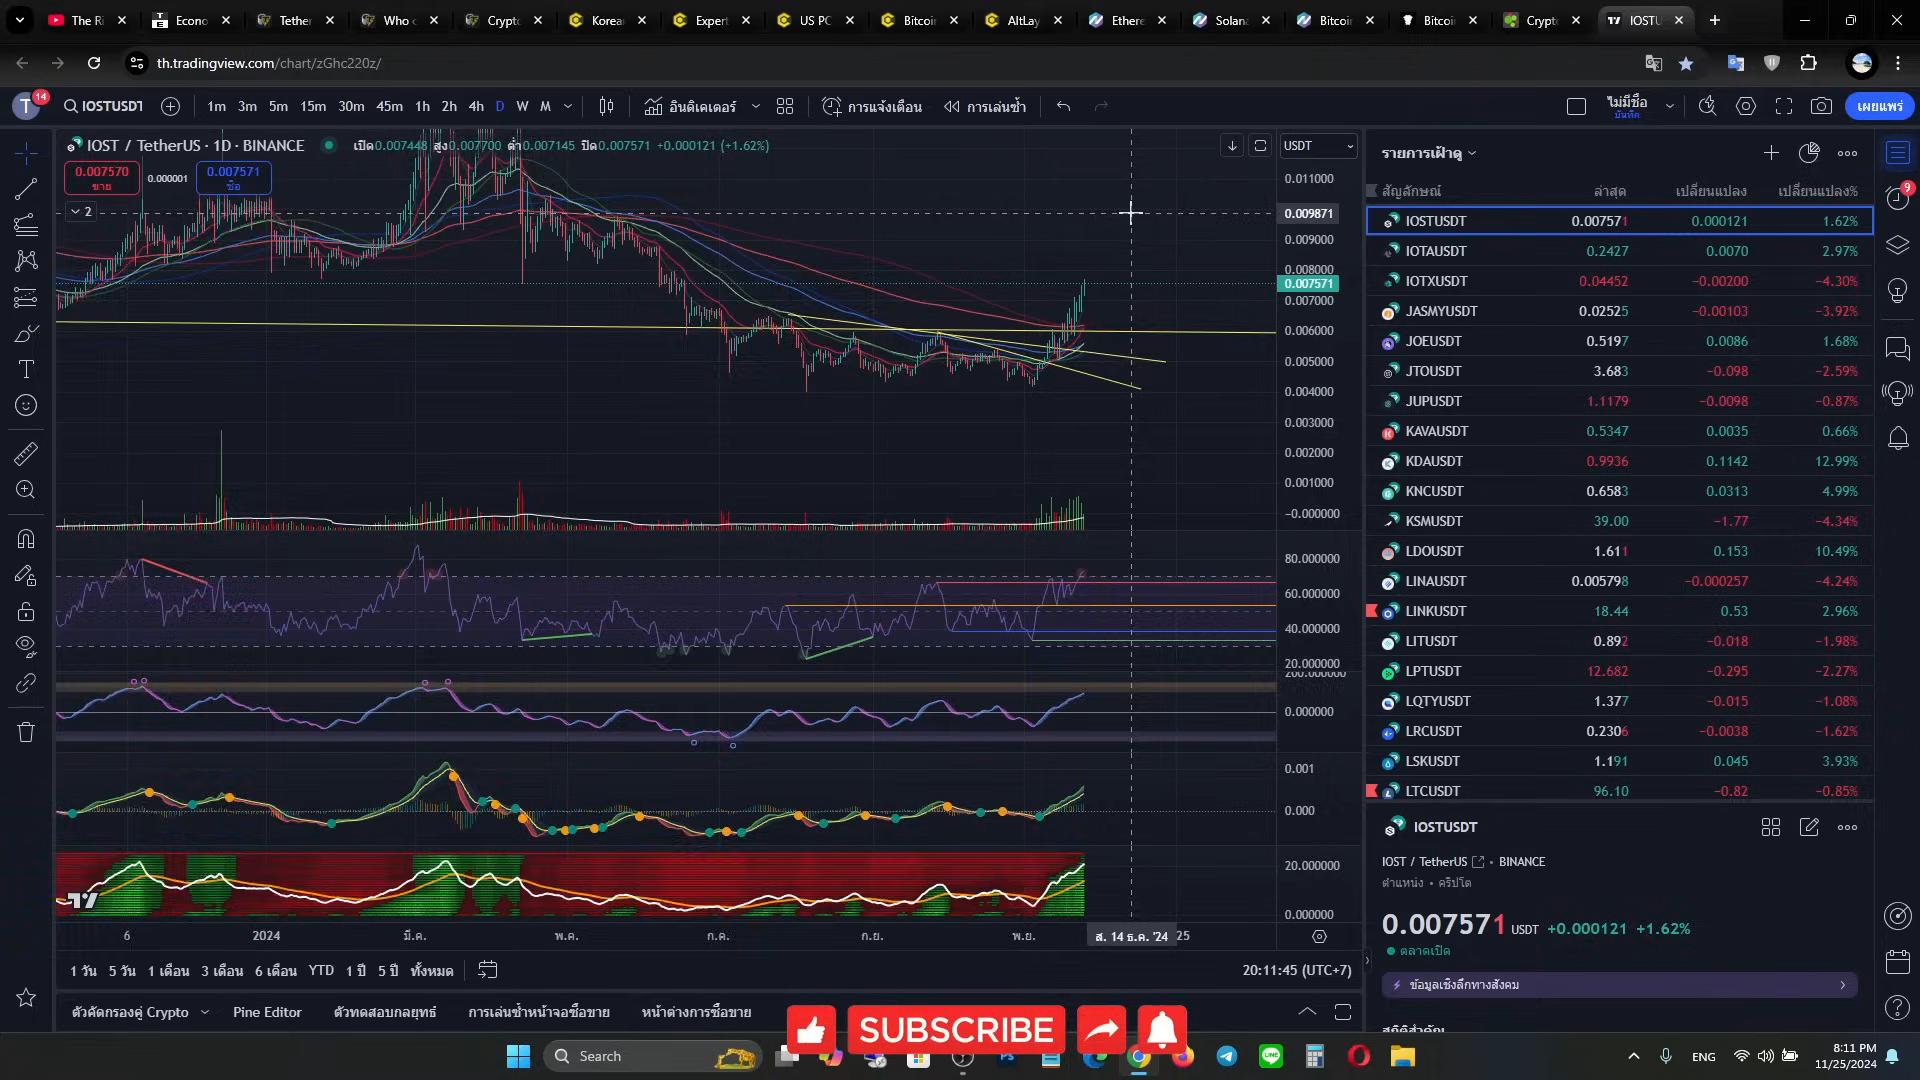 The Ri
Econo
Tether
Who c
Crypto
Korean
Expert
US PC
Bitcoin
AltLay
Ethere
Solana
Bitcoin
Bitcoin
Crypto
IOSTU
th.tradingview.com/chart/zGhc220z/
T 14 IOSTUSDT 1m 3m 5m 15m 30m 45m 1h 2h 4h D W M อินดิเคเตอร์ การแจ้งเตือน การเล่นซ้ำ ไม่มีชื่อ เผยแพร่
บันทึก
IOST / TetherUS · 1D · BINANCE เปิด0.007448 สูง0.007700 ต่ำ0.007145 ปิด0.007571 +0.000121 (+1.62%)
0.007570 0.000001 0.007571
ขาย ซื้อ
2
USDT
0.011000
0.009871
0.009000
0.008000
0.007571
0.007000
0.006000
0.005000
0.004000
0.003000
0.002000
0.001000
−0.000000
80.000000
60.000000
40.000000
20.000000
200.000000
0.000000
0.001
0.000
20.000000
0.000000
6 2024 มี.ค. พ.ค. ก.ค. ก.ย. พ.ย. ส. 14 ธ.ค. '24 25
1 วัน 5 วัน 1 เดือน 3 เดือน 6 เดือน YTD 1 ปี 5 ปี ทั้งหมด 20:11:45 (UTC+7)
ตัวคัดกรองคู่ Crypto Pine Editor ตัวทดสอบกลยุทธ์ การเล่นซ้ำหน้าจอซื้อขาย หน้าต่างการซื้อขาย
SUBSCRIBE
รายการเฝ้าดู
สัญลักษณ์ ล่าสุด เปลี่ยนแปลง เปลี่ยนแปลง%
9
IOSTUSDT 0.007571 0.000121 1.62%
IOTAUSDT 0.2427 0.0070 2.97%
IOTXUSDT 0.04452 −0.00200 −4.30%
JASMYUSDT 0.02525 −0.00103 −3.92%
JOEUSDT 0.5197 0.0086 1.68%
JTOUSDT 3.683 −0.098 −2.59%
JUPUSDT 1.1179 −0.0098 −0.87%
KAVAUSDT 0.5347 0.0035 0.66%
KDAUSDT 0.9936 0.1142 12.99%
KNCUSDT 0.6583 0.0313 4.99%
KSMUSDT 39.00 −1.77 −4.34%
LDOUSDT 1.611 0.153 10.49%
LINAUSDT 0.005798 −0.000257 −4.24%
LINKUSDT 18.44 0.53 2.96%
LITUSDT 0.892 −0.018 −1.98%
LPTUSDT 12.682 −0.295 −2.27%
LQTYUSDT 1.377 −0.015 −1.08%
LRCUSDT 0.2306 −0.0038 −1.62%
LSKUSDT 1.191 0.045 3.93%
LTCUSDT 96.10 −0.82 −0.85%
IOSTUSDT
IOST / TetherUS • BINANCE
คริปโต
0.007571 USDT +0.000121 +1.62%
ตลาดเปิด
ข้อมูลเชิงลึกทางสังคม
Search
ENG
8:11 PM
11/25/2024